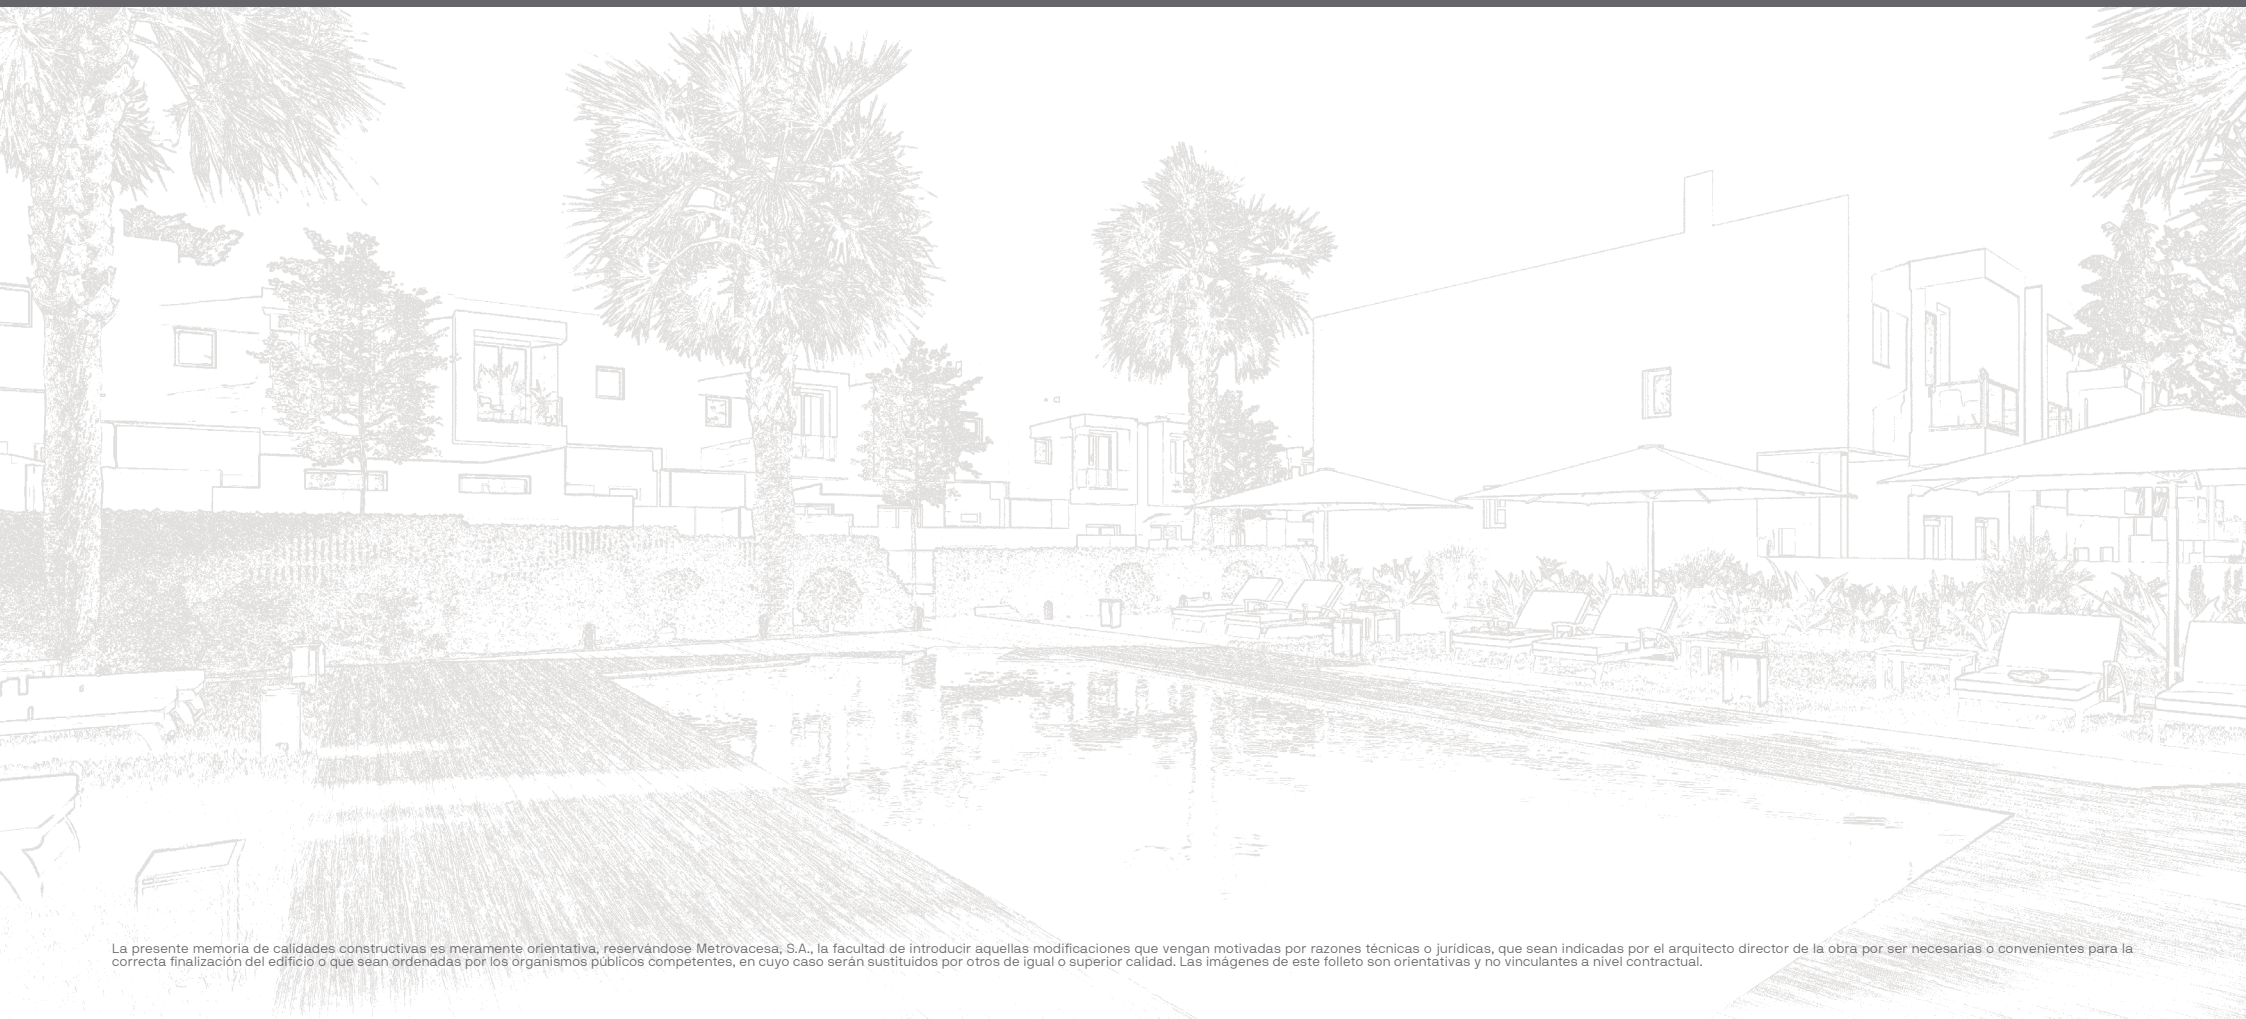 La presente memoria de calidades constructivas es meramente orientativa, reservándose Metrovacesa, S.A., la facultad de introducir aquellas modificaciones que vengan motivadas por razones técnicas o jurídicas, que sean indicadas por el arquitecto director de la obra por ser necesarias o convenientes para la
correcta finalización del edificio o que sean ordenadas por los organismos públicos competentes, en cuyo caso serán sustituidos por otros de igual o superior calidad. Las imágenes de este folleto son orientativas y no vinculantes a nivel contractual.